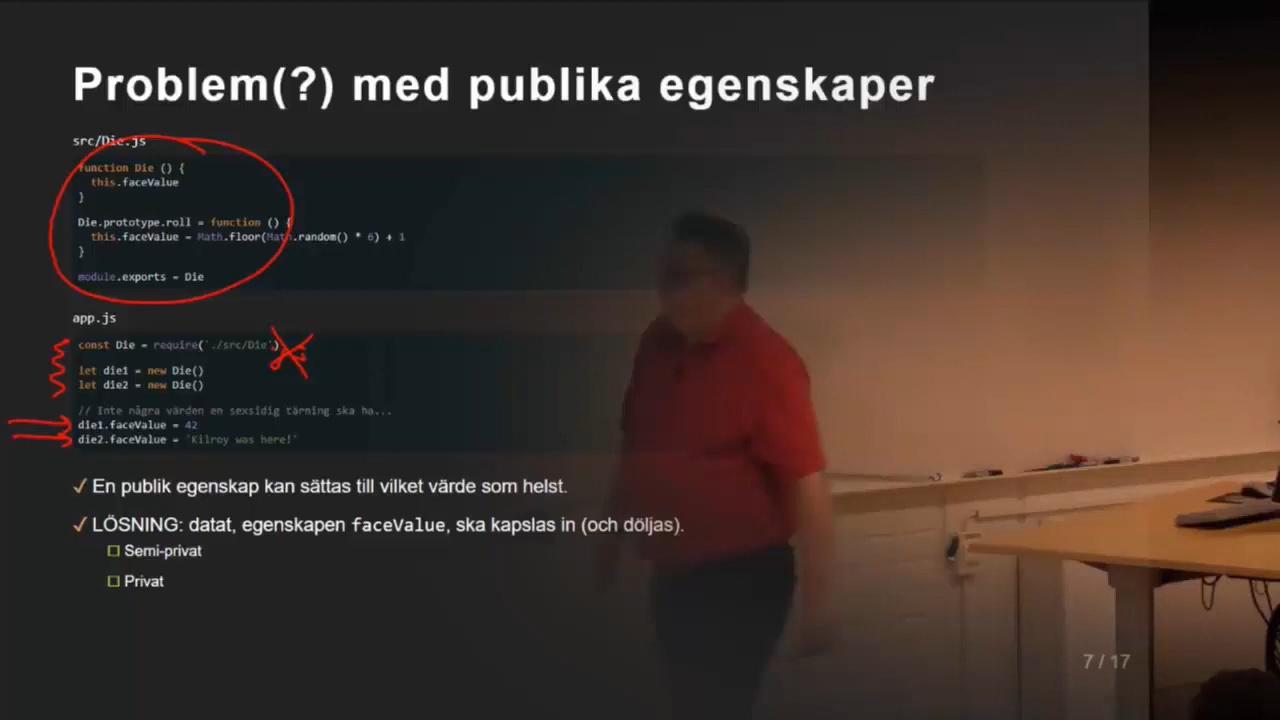 Problem(?) med publika egenskaper
src/Die.js
function Die () {
this.faceValue
}
Die.prototype.roll = function () {
this.faceValue = Math.floor(Math.random() * 6) + 1
}
module.exports = Die
app.js
const Die = require('./src/Die')
let die1 = new Die()
let die2 = new Die()
// Inte några värden en sexsidig tärning ska ha...
die1.faceValue = 42
die2.faceValue = 'Kilroy was here!'
✓ En publik egenskap kan sättas till vilket värde som helst.
✓ LÖSNING: datat, egenskapen faceValue, ska kapslas in (och döljas).
☐ Semi-privat
☐ Privat
7 / 17